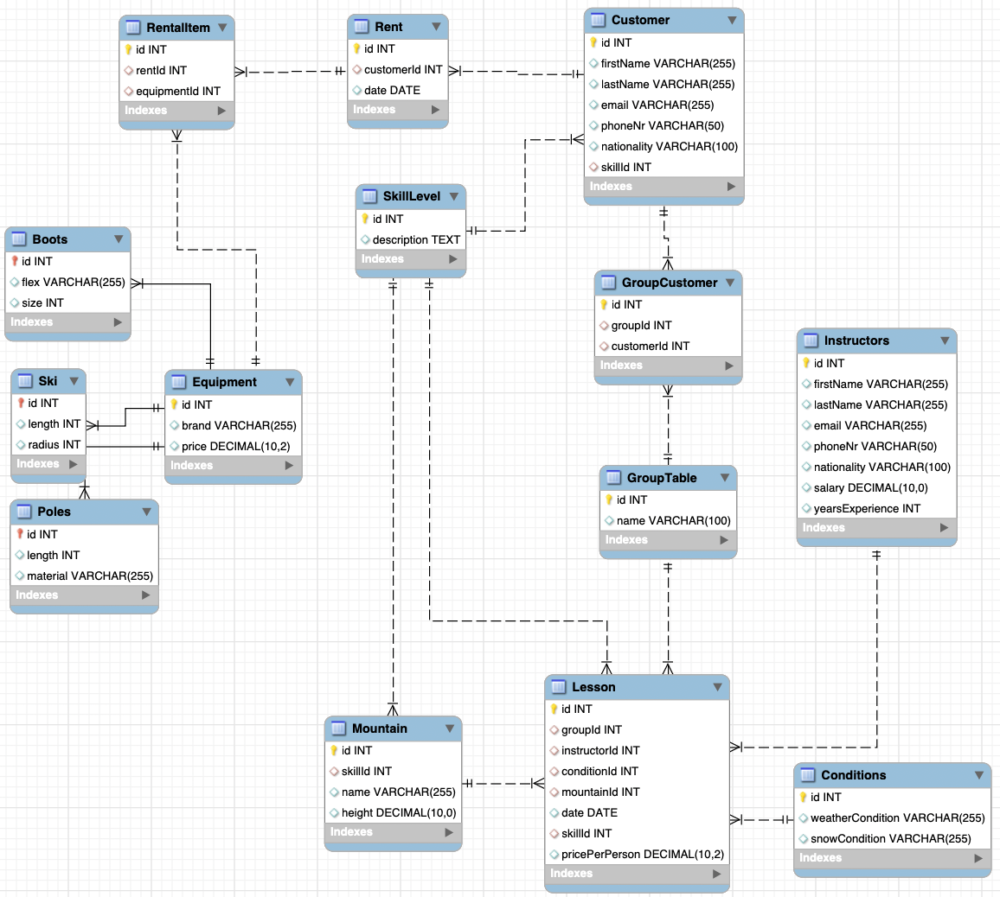 RentalItem
id INT
rentId INT
equipmentId INT
Indexes
Rent
id INT
customerId INT
date DATE
Indexes
Customer
id INT
firstName VARCHAR(255)
lastName VARCHAR(255)
email VARCHAR(255)
phoneNr VARCHAR(50)
nationality VARCHAR(100)
skillId INT
Indexes
SkillLevel
id INT
description TEXT
Indexes
Boots
id INT
flex VARCHAR(255)
size INT
Indexes
GroupCustomer
id INT
groupId INT
customerId INT
Indexes
Instructors
id INT
firstName VARCHAR(255)
lastName VARCHAR(255)
email VARCHAR(255)
phoneNr VARCHAR(50)
nationality VARCHAR(100)
salary DECIMAL(10,0)
yearsExperience INT
Indexes
Ski
id INT
length INT
radius INT
Indexes
Equipment
id INT
brand VARCHAR(255)
price DECIMAL(10,2)
Indexes
GroupTable
id INT
name VARCHAR(100)
Indexes
Poles
id INT
length INT
material VARCHAR(255)
Indexes
Lesson
id INT
groupId INT
instructorId INT
conditionId INT
mountainId INT
date DATE
skillId INT
pricePerPerson DECIMAL(10,2)
Indexes
Mountain
id INT
skillId INT
name VARCHAR(255)
height DECIMAL(10,0)
Indexes
Conditions
id INT
weatherCondition VARCHAR(255)
snowCondition VARCHAR(255)
Indexes